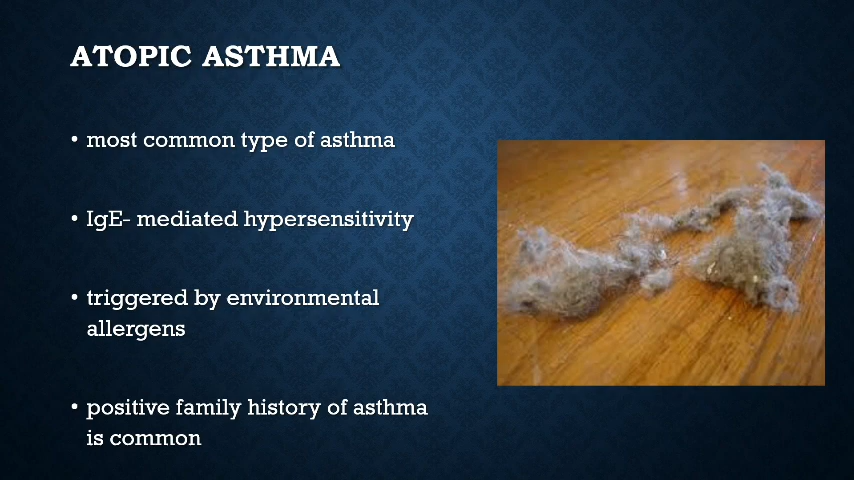 ATOPIC ASTHMA
• most common type of asthma
• IgE- mediated hypersensitivity
• triggered by environmental
allergens
• positive family history of asthma
is common